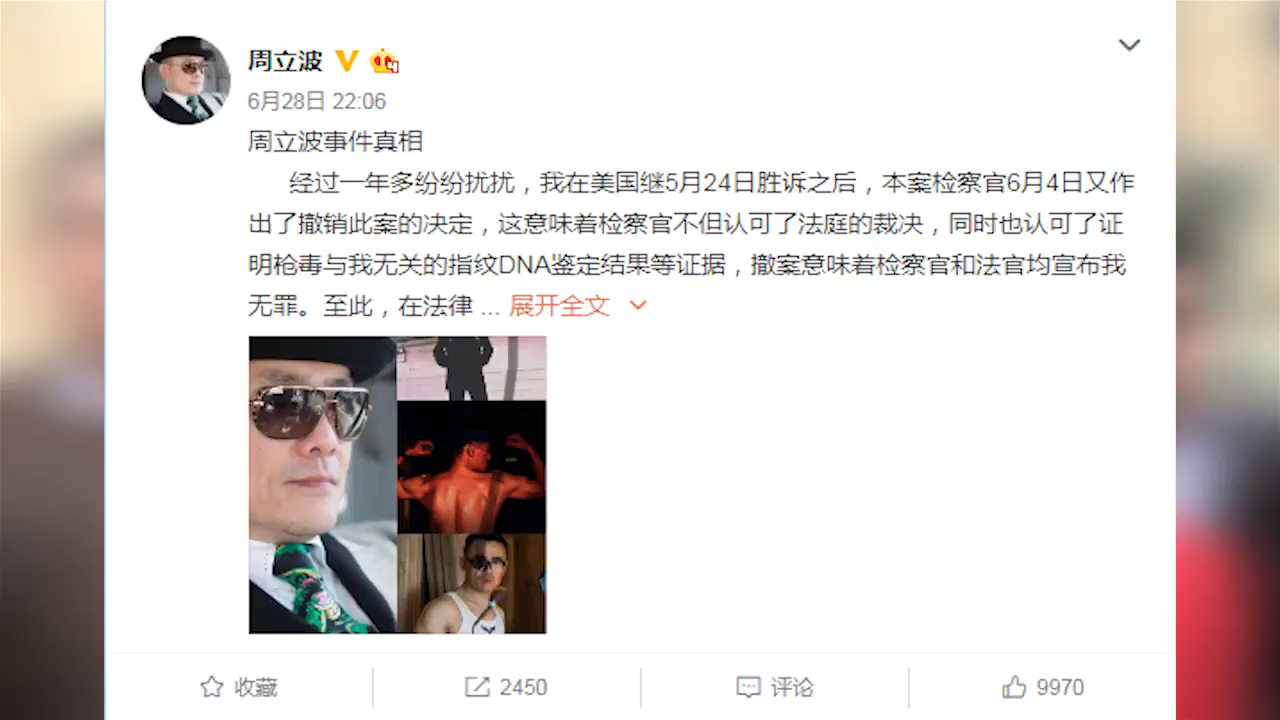 周立波
6月28日 22:06
周立波事件真相
经过一年多纷纷扰扰，我在美国继5月24日胜诉之后，本案检察官6月4日又作
出了撤销此案的决定，这意味着检察官不但认可了法庭的裁决，同时也认可了证
明枪毒与我无关的指纹DNA鉴定结果等证据，撤案意味着检察官和法官均宣布我
无罪。至此，在法律 ... 展开全文
收藏
2450
评论
9970